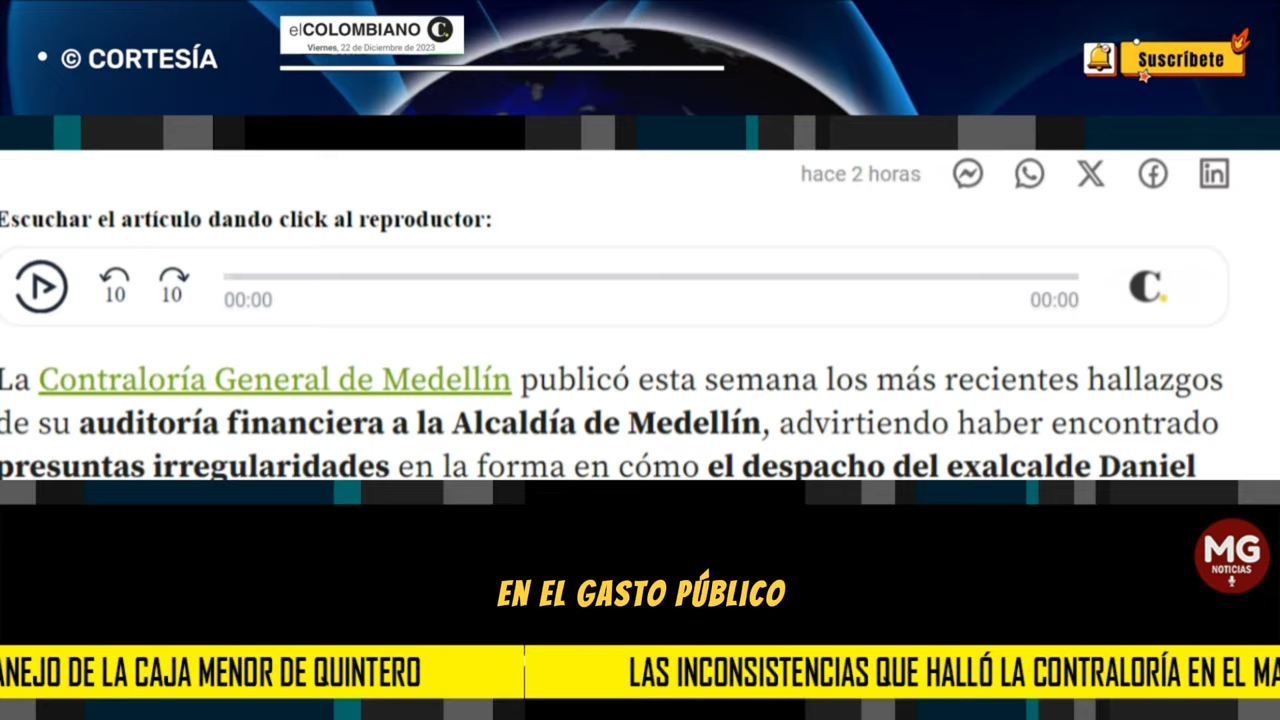 • © CORTESÍA
elCOLOMBIANO C.
Viernes, 22 de Diciembre de 2023
Suscríbete
hace 2 horas
Escuchar el artículo dando click al reproductor:
10 10
00:00 00:00
C.
La Contraloría General de Medellín publicó esta semana los más recientes hallazgos
de su auditoría financiera a la Alcaldía de Medellín, advirtiendo haber encontrado
presuntas irregularidades en la forma en cómo el despacho del exalcalde Daniel
MG
NOTICIAS
EN EL GASTO PÚBLICO
ANEJO DE LA CAJA MENOR DE QUINTERO LAS INCONSISTENCIAS QUE HALLÓ LA CONTRALORÍA EN EL MA